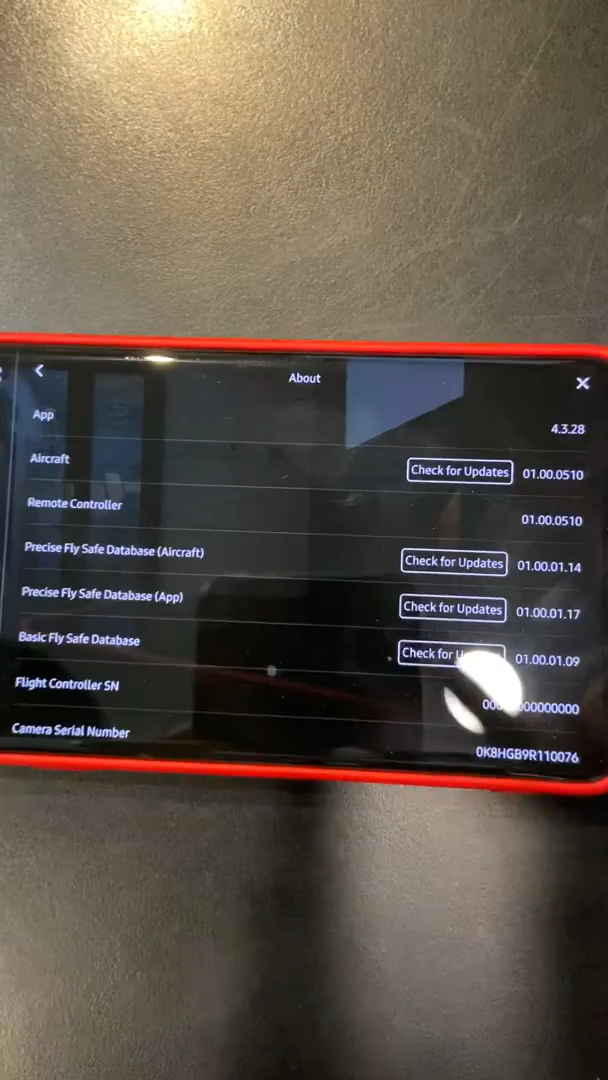 About
App 4.3.28
Aircraft Check for Updates 01.00.0510
Remote Controller 01.00.0510
Precise Fly Safe Database (Aircraft) Check for Updates 01.00.01.14
Precise Fly Safe Database (App) Check for Updates 01.00.01.17
Basic Fly Safe Database Check for 01.00.01.09
Flight Controller SN
Camera Serial Number 0K8HGB9R110076